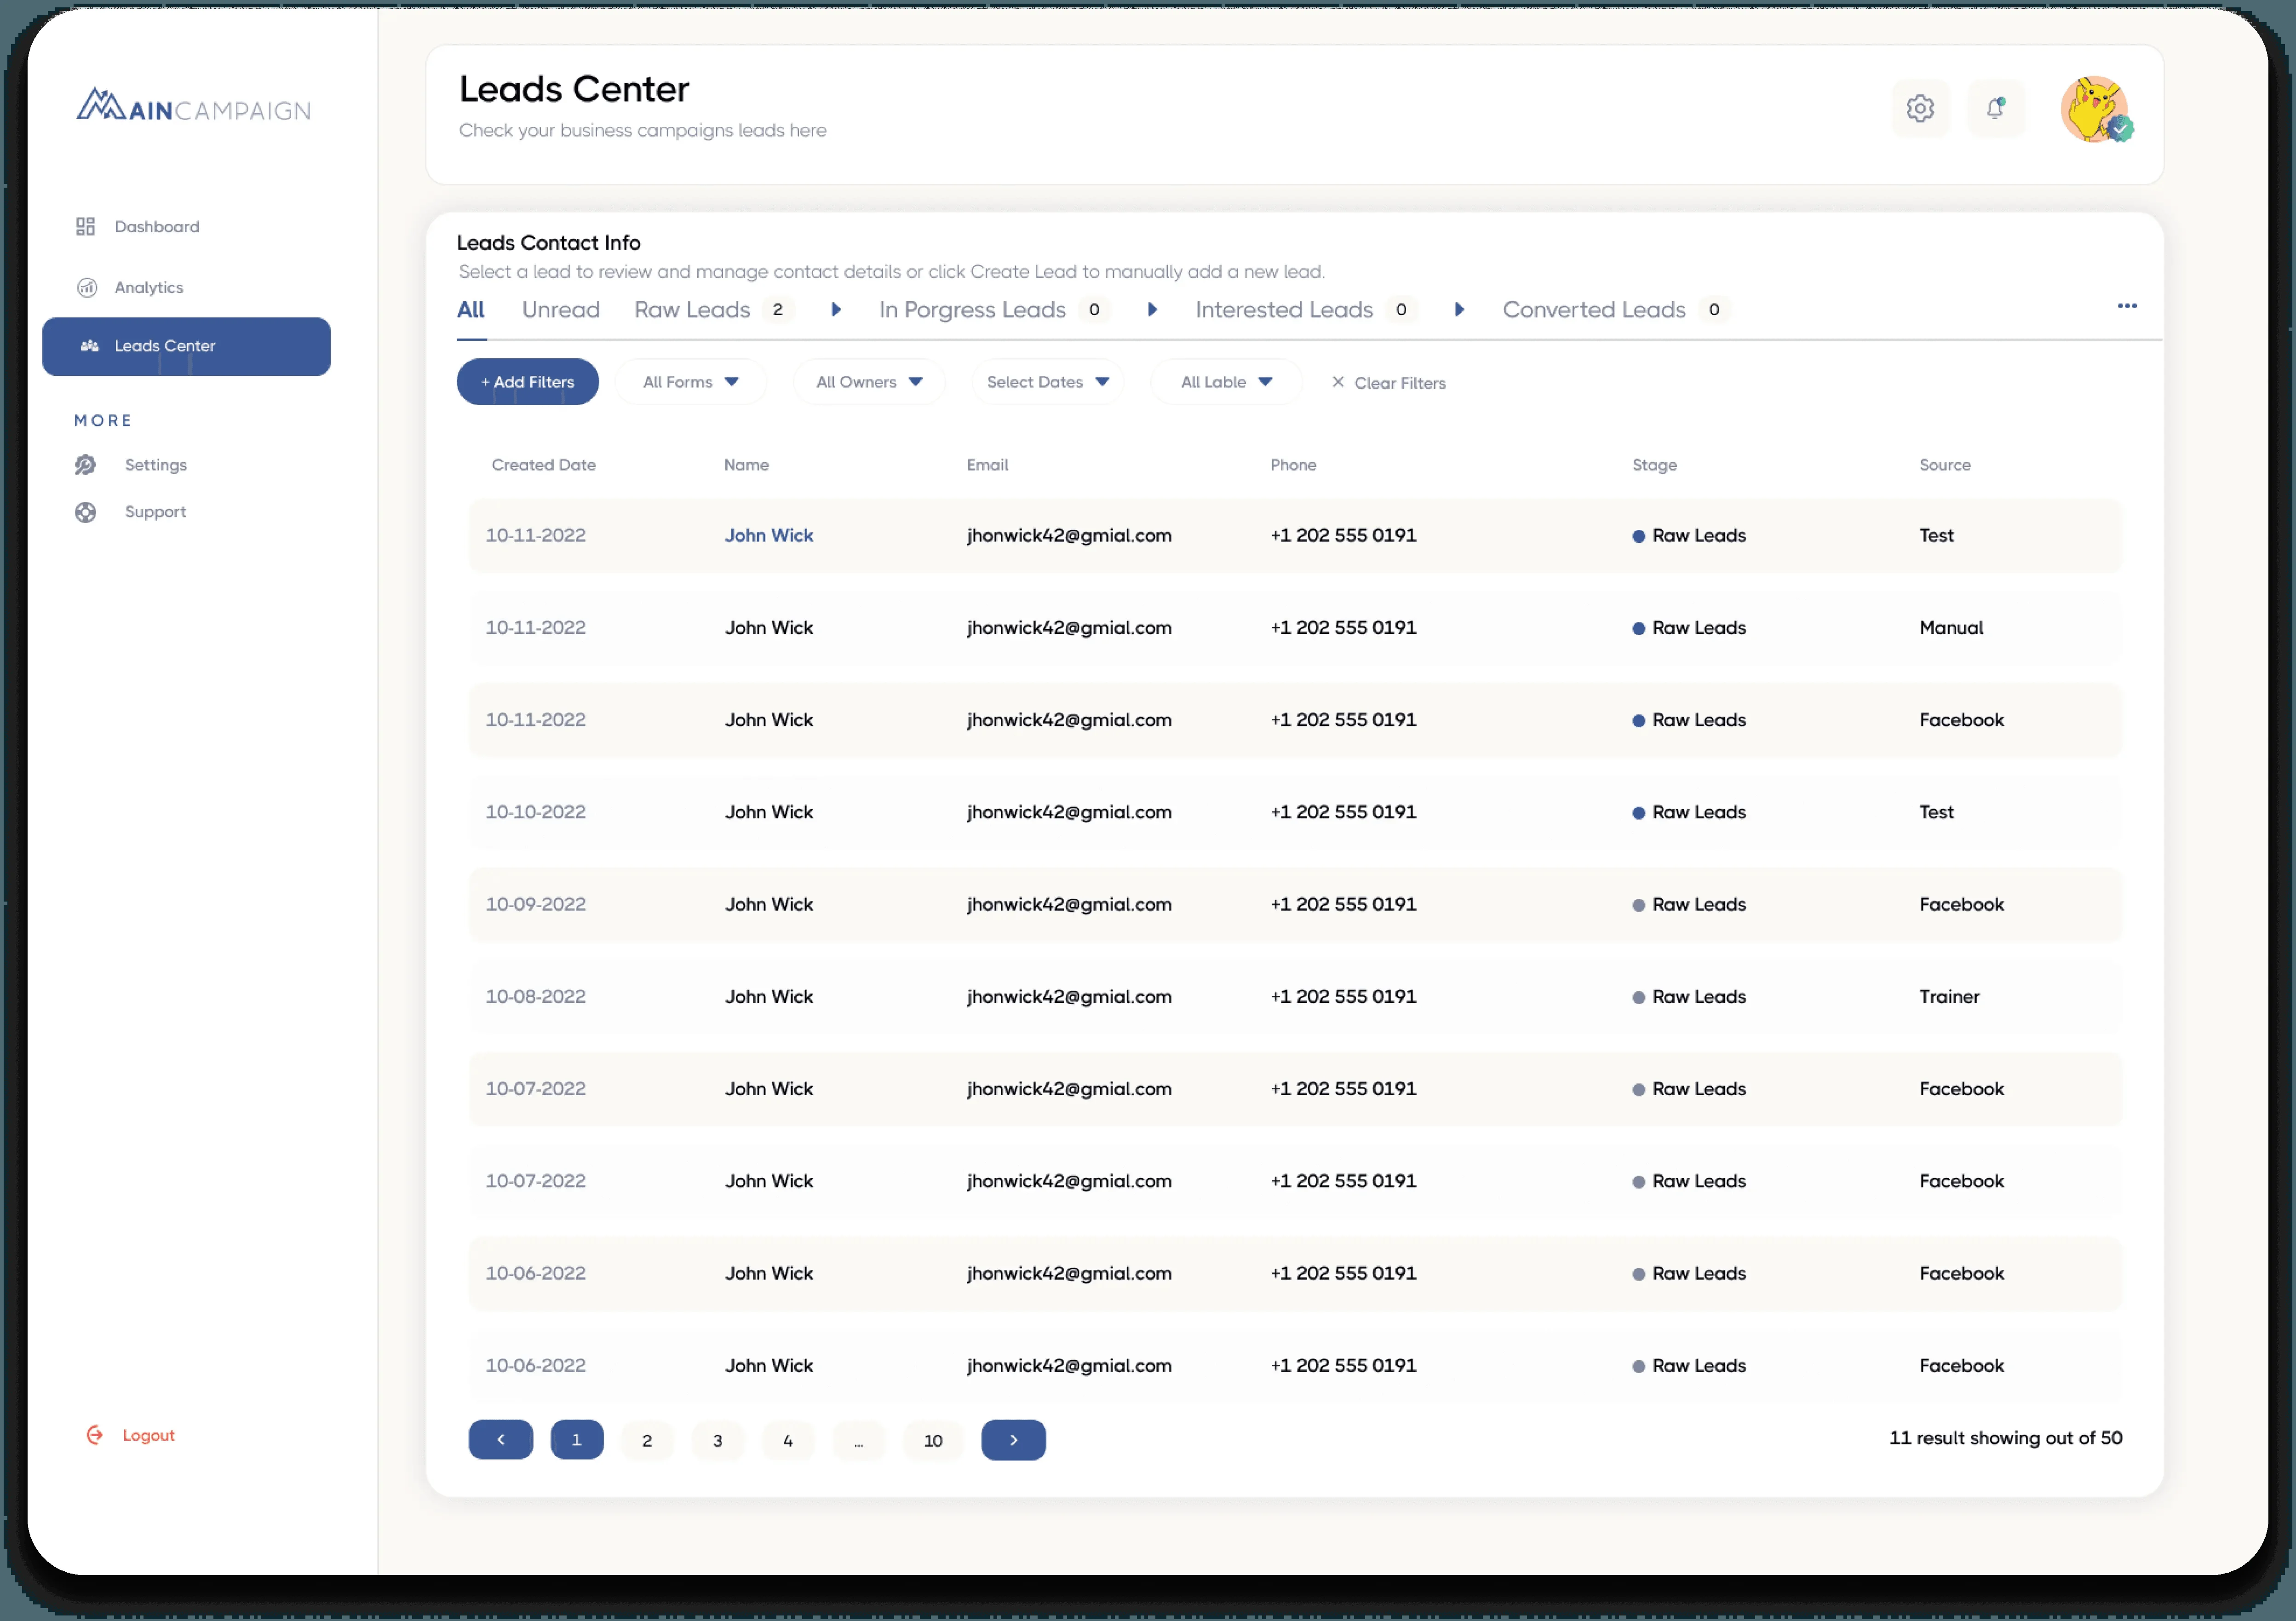 MAINCAMPAIGN
Dashboard
Analytics
Leads Center
MORE
Settings
Support
Logout
Leads Center
Check your business campaigns leads here
Leads Contact Info
Select a lead to review and manage contact details or click Create Lead to manually add a new lead.
All Unread Raw Leads 2 In Porgress Leads 0 Interested Leads 0 Converted Leads 0
+ Add Filters All Forms All Owners Select Dates All Lable × Clear Filters
Created Date Name Email Phone Stage Source
10-11-2022 John Wick jhonwick42@gmial.com +1 202 555 0191 Raw Leads Test
10-11-2022 John Wick jhonwick42@gmial.com +1 202 555 0191 Raw Leads Manual
10-11-2022 John Wick jhonwick42@gmial.com +1 202 555 0191 Raw Leads Facebook
10-10-2022 John Wick jhonwick42@gmial.com +1 202 555 0191 Raw Leads Test
10-09-2022 John Wick jhonwick42@gmial.com +1 202 555 0191 Raw Leads Facebook
10-08-2022 John Wick jhonwick42@gmial.com +1 202 555 0191 Raw Leads Trainer
10-07-2022 John Wick jhonwick42@gmial.com +1 202 555 0191 Raw Leads Facebook
10-07-2022 John Wick jhonwick42@gmial.com +1 202 555 0191 Raw Leads Facebook
10-06-2022 John Wick jhonwick42@gmial.com +1 202 555 0191 Raw Leads Facebook
10-06-2022 John Wick jhonwick42@gmial.com +1 202 555 0191 Raw Leads Facebook
< 1 2 3 4 ... 10 > 11 result showing out of 50